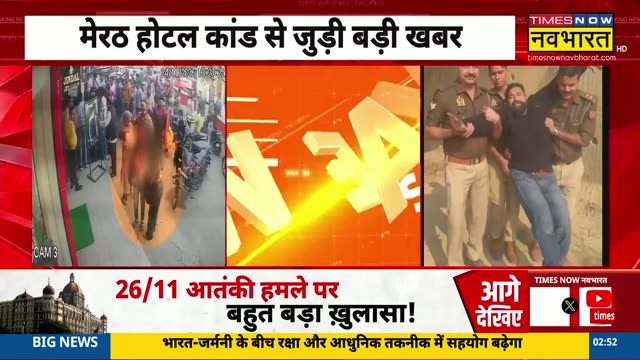 मेरठ होटल कांड से जुड़ी बड़ी खबर
TIMES NOW
नवभारत
timesnownavbharat.com
HD
CAM 3
26/11 आतंकी हमले पर
बहुत बड़ा ख़ुलासा!
आगे
देखिए
TIMES NOW नवभारत
X
times
BIG NEWS
भारत-जर्मनी के बीच रक्षा और आधुनिक तकनीक में सहयोग बढ़ेगा
02:52